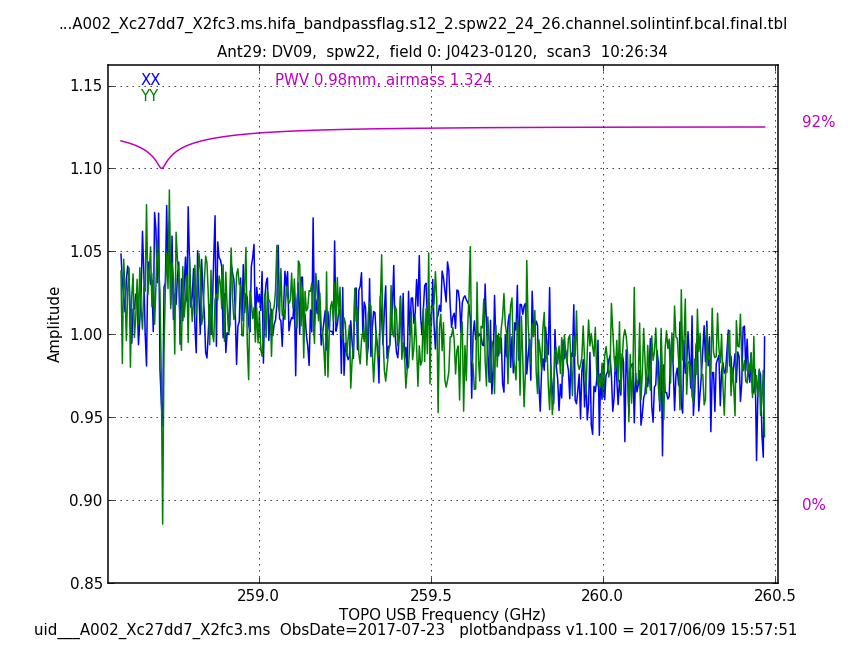 ...A002_Xc27dd7_X2fc3.ms.hifa_bandpassflag.s12_2.spw22_24_26.channel.solintinf.bcal.final.tbl
Ant29: DV09,  spw22,  field 0: J0423-0120,  scan3  10:26:34
XX
PWV 0.98mm, airmass 1.324
YY
92%
0%
1.15
1.10
1.05
1.00
0.95
0.90
0.85
Amplitude
259.0
259.5
260.0
260.5
TOPO USB Frequency (GHz)
uid___A002_Xc27dd7_X2fc3.ms  ObsDate=2017-07-23   plotbandpass v1.100 = 2017/06/09 15:57:51